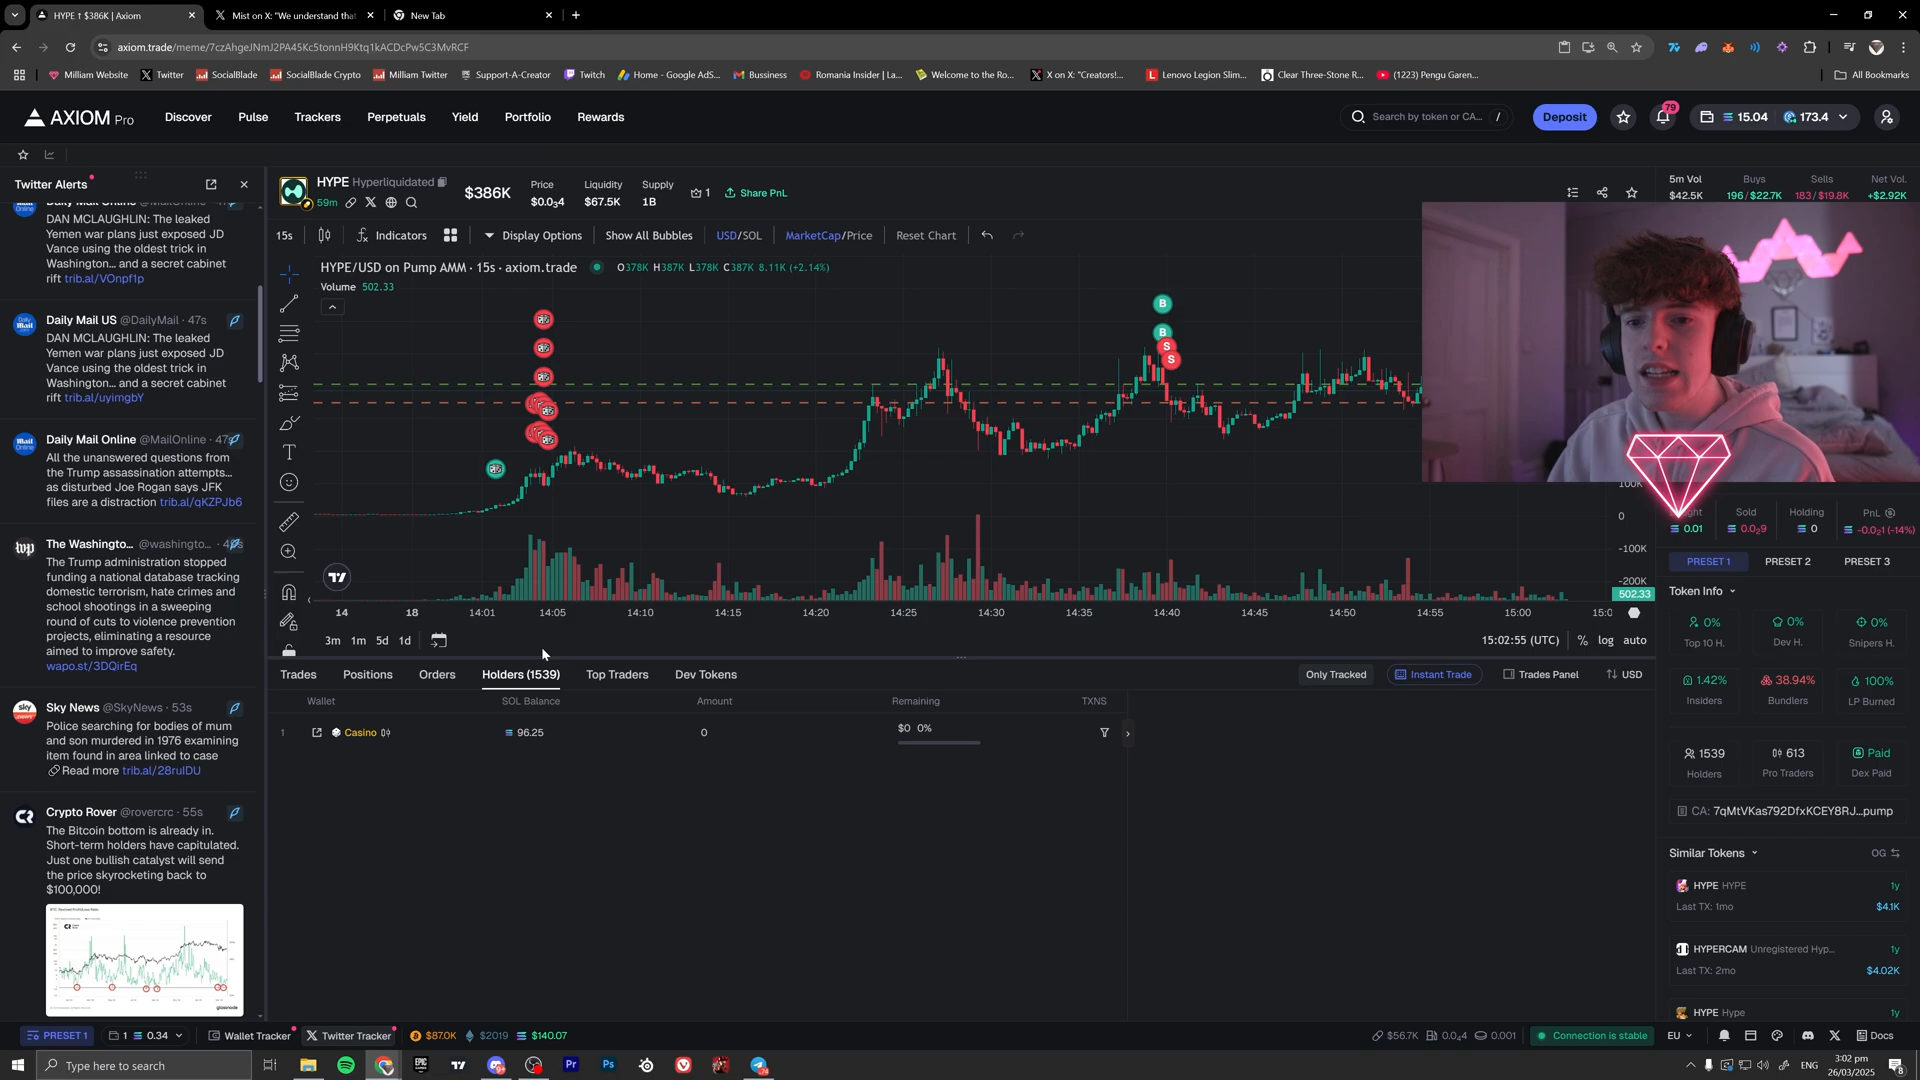 HYPE ↑ $386K | Axiom
Mist on X: "We understand that
New Tab
axiom.trade/meme/7czAhgeJNmJ2PA45Kc5tonnH9Ktq1kACDcPw5C3MvRCF
Milliam Website
Twitter
SocialBlade
SocialBlade Crypto
Milliam Twitter
Support-A-Creator
Twitch
Home - Google AdS...
Bussiness
Romania Insider | La...
Welcome to the Ro...
X on X: "Creators!...
Lenovo Legion Slim...
Clear Three-Stone R...
(1223) Pengu Garen...
All Bookmarks
AXIOM Pro
Discover
Pulse
Trackers
Perpetuals
Yield
Portfolio
Rewards
Search by token or CA...
/
Deposit
79
15.04
173.4
Twitter Alerts
DAN MCLAUGHLIN: The leaked
Yemen war plans just exposed JD
Vance using the oldest trick in
Washington... and a secret cabinet
rift trib.al/VOnpf1p
Daily Mail US @DailyMail · 47s
DAN MCLAUGHLIN: The leaked
Yemen war plans just exposed JD
Vance using the oldest trick in
Washington... and a secret cabinet
rift trib.al/uyimgbY
Daily Mail Online @MailOnline · 47s
All the unanswered questions from
the Trump assassination attempts...
as disturbed Joe Rogan says JFK
files are a distraction trib.al/qKZPJb6
The Washingto... @washingto...
The Trump administration stopped
funding a national database tracking
domestic terrorism, hate crimes and
school shootings in a sweeping
round of cuts to violence prevention
projects, eliminating a resource
aimed to improve safety.
wapo.st/3DQirEq
Sky News @SkyNews · 53s
Police searching for bodies of mum
and son murdered in 1976 examining
item found in area linked to case
Read more trib.al/28ruIDU
Crypto Rover @rovercrc · 55s
The Bitcoin bottom is already in.
Short-term holders have capitulated.
Just one bullish catalyst will send
the price skyrocketing back to
$100,000!
HYPE Hyperliquidated
59m
$386K
Price
$0.0₃4
Liquidity
$67.5K
Supply
1B
1
Share PnL
5m Vol
$42.5K
Buys
196 / $22.7K
Sells
183 / $19.8K
Net Vol.
+$2.92K
15s
Indicators
Display Options
Show All Bubbles
USD/SOL
MarketCap/Price
Reset Chart
HYPE/USD on Pump AMM · 15s · axiom.trade
O378K H387K L378K C387K 8.11K (+2.14%)
Volume 502.33
B
B
S
S
100K
0
-100K
-200K
502.33
14
18
14:01
14:05
14:10
14:15
14:20
14:25
14:30
14:35
14:40
14:45
14:50
14:55
15:00
15:0
3m
1m
5d
1d
15:02:55 (UTC)
%
log
auto
Trades
Positions
Orders
Holders (1539)
Top Traders
Dev Tokens
Only Tracked
Instant Trade
Trades Panel
USD
Wallet
SOL Balance
Amount
Remaining
TXNS
1
Casino
96.25
0
$0 0%
Sold
Holding
PnL
0.01
0.0₂9
0
-0.0₂1 (-14%)
PRESET 1
PRESET 2
PRESET 3
Token Info
0%
Top 10 H.
0%
Dev H.
0%
Snipers H.
1.42%
Insiders
38.94%
Bundlers
100%
LP Burned
1539
Holders
613
Pro Traders
Paid
Dex Paid
CA: 7qMtVKas792DfxKCEY8RJ...pump
Similar Tokens
OG
HYPE HYPE
1y
Last TX: 1mo
$4.1K
HYPERCAM Unregistered Hyp...
1y
Last TX: 2mo
$4.02K
HYPE Hype
1y
PRESET 1
1
0.34
Wallet Tracker
Twitter Tracker
$87.0K
$2019
$140.07
$56.7K
0.0₄4
0.001
Connection is stable
EU
Docs
Type here to search
ENG
3:02 pm
26/03/2025